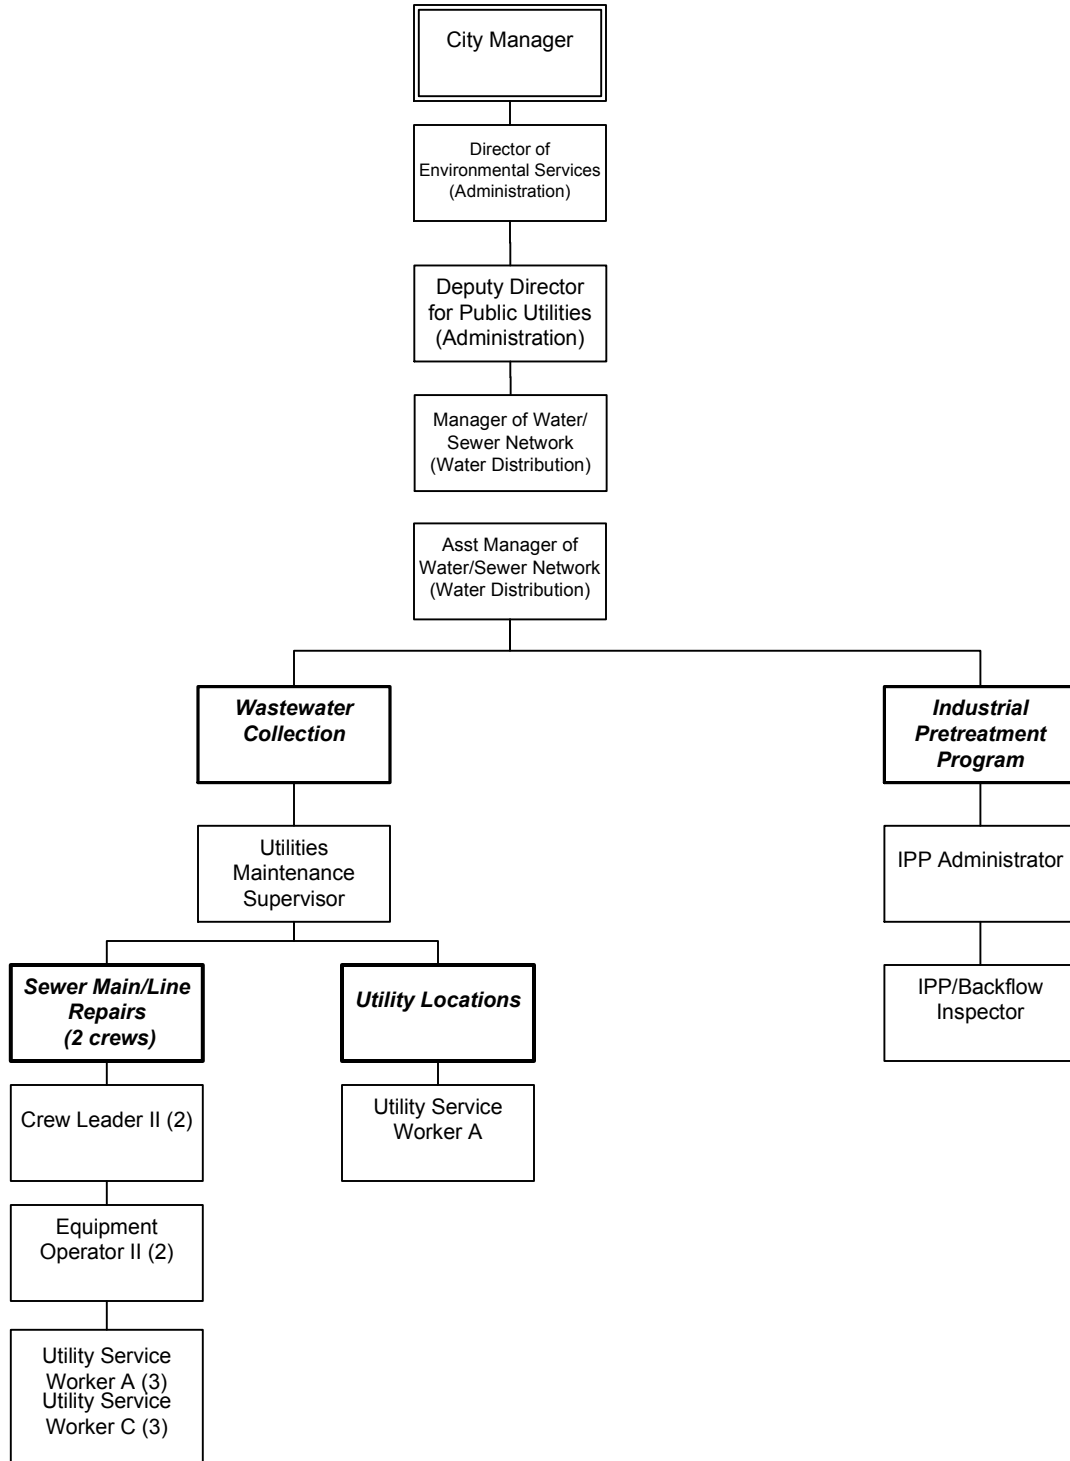 City Manager
Director of
Environmental Services
(Administration)
Deputy Director
for Public Utilities
(Administration)
Manager of Water/
Sewer Network
(Water Distribution)
Asst Manager of
Water/Sewer Network
(Water Distribution)
Wastewater
Collection
Industrial
Pretreatment
Program
Utilities
Maintenance
Supervisor
IPP Administrator
Sewer Main/Line
Repairs
(2 crews)
Utility Locations
IPP/Backflow
Inspector
Crew Leader II (2)
Utility Service
Worker A
Equipment
Operator II (2)
Utility Service
Worker A (3)
Utility Service
Worker C (3)